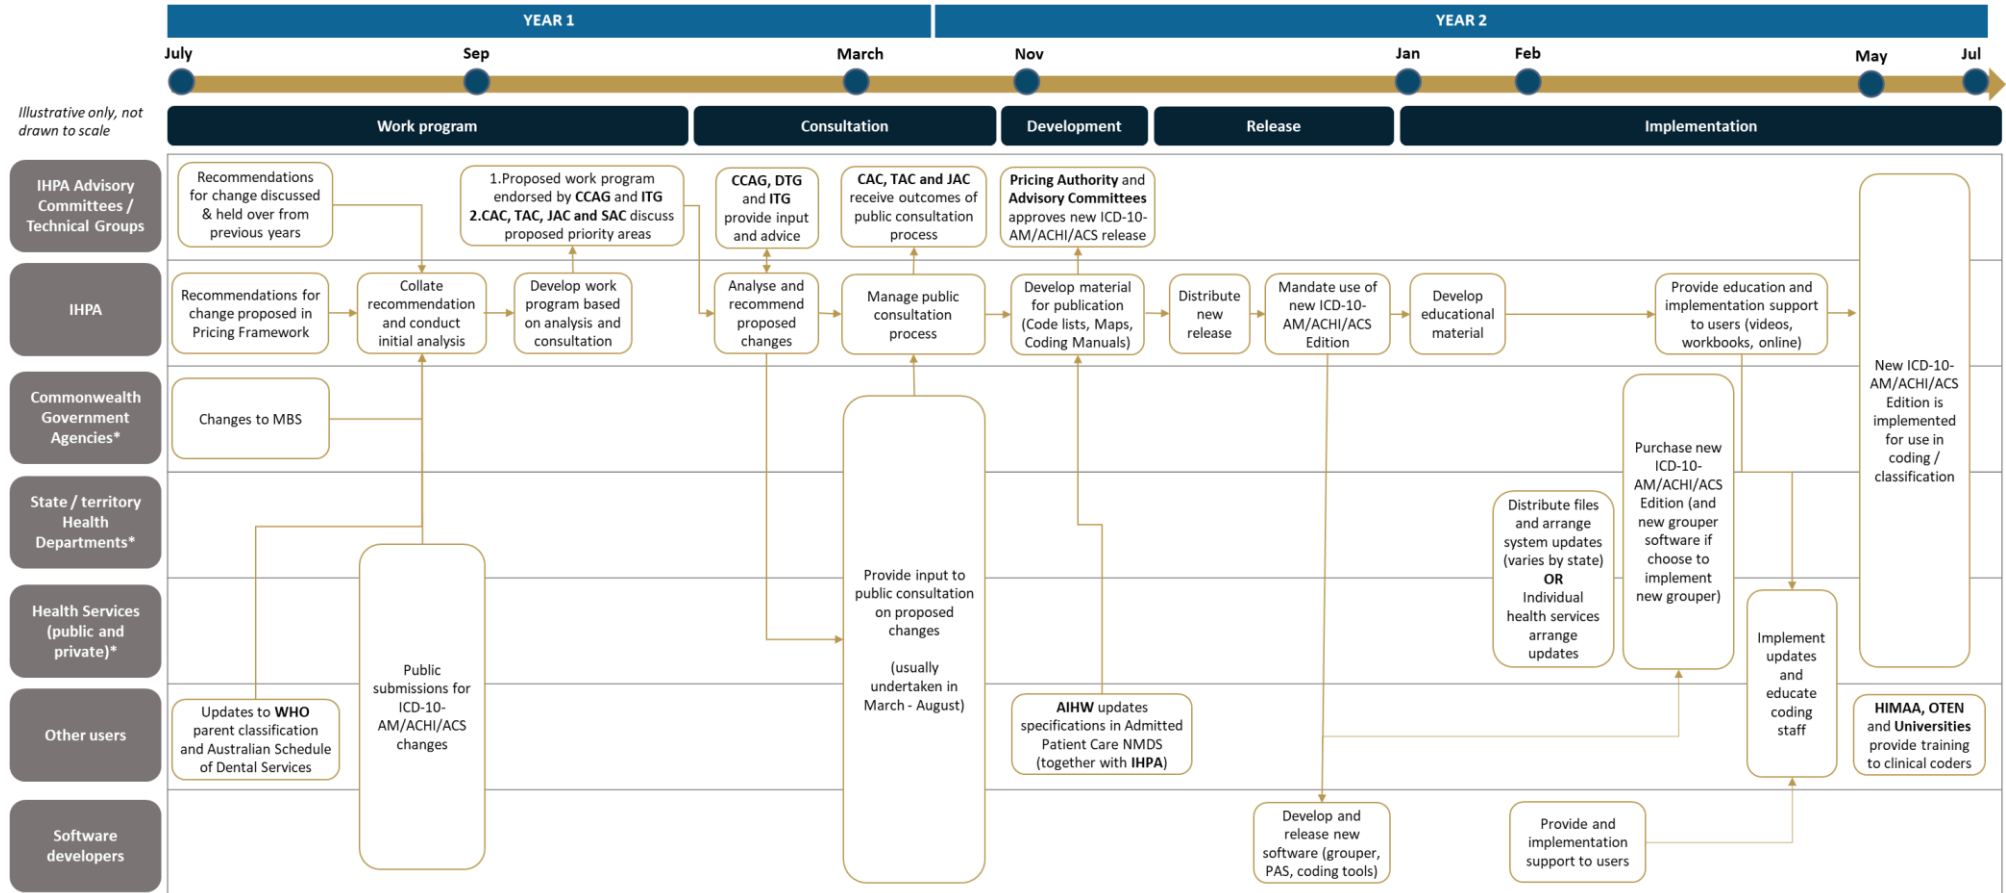 YEAR 1
YEAR 2
July
Sep
March
Nov
Jan
Feb
May
Jul
Illustrative only, not
drawn to scale
Work program
Consultation
Development
Release
Implementation
IHPA Advisory
Committees /
Technical Groups
Recommendations
for change discussed
& held over from
previous years
1.Proposed work program
endorsed by CCAG and ITG
2.CAC, TAC, JAC and SAC discuss
proposed priority areas
CCAG, DTG
and ITG
provide input
and advice
CAC, TAC and JAC
receive outcomes of
public consultation
process
Pricing Authority and
Advisory Committees
approves new ICD-10-
AM/ACHI/ACS release
IHPA
Recommendations for
change proposed in
Pricing Framework
Collate
recommendation
and conduct
initial analysis
Develop work
program based
on analysis and
consultation
Analyse and
recommend
proposed
changes
Manage public
consultation
process
Develop material
for publication
(Code lists, Maps,
Coding Manuals)
Distribute
new
release
Mandate use of
new ICD-10-
AM/ACHI/ACS
Edition
Develop
educational
material
Provide education and
implementation support
to users (videos,
workbooks, online)
New ICD-10-
AM/ACHI/ACS
Edition is
implemented
for use in
coding /
classification
Commonwealth
Government
Agencies*
Changes to MBS
Purchase new
ICD-10-
AM/ACHI/ACS
Edition (and
new grouper
software if
choose to
implement
new grouper)
State / territory
Health
Departments*
Distribute files
and arrange
system updates
(varies by state)
OR
Individual
health services
arrange
updates
Health Services
(public and
private)*
Public
submissions for
ICD-10-
AM/ACHI/ACS
changes
Provide input to
public consultation
on proposed
changes
(usually
undertaken in
March - August)
Implement
updates
and
educate
coding
staff
Other users
Updates to WHO
parent classification
and Australian Schedule
of Dental Services
AIHW updates
specifications in Admitted
Patient Care NMDS
(together with IHPA)
HIMAA, OTEN
and Universities
provide training
to clinical coders
Software
developers
Develop and
release new
software (grouper,
PAS, coding tools)
Provide and
implementation
support to users